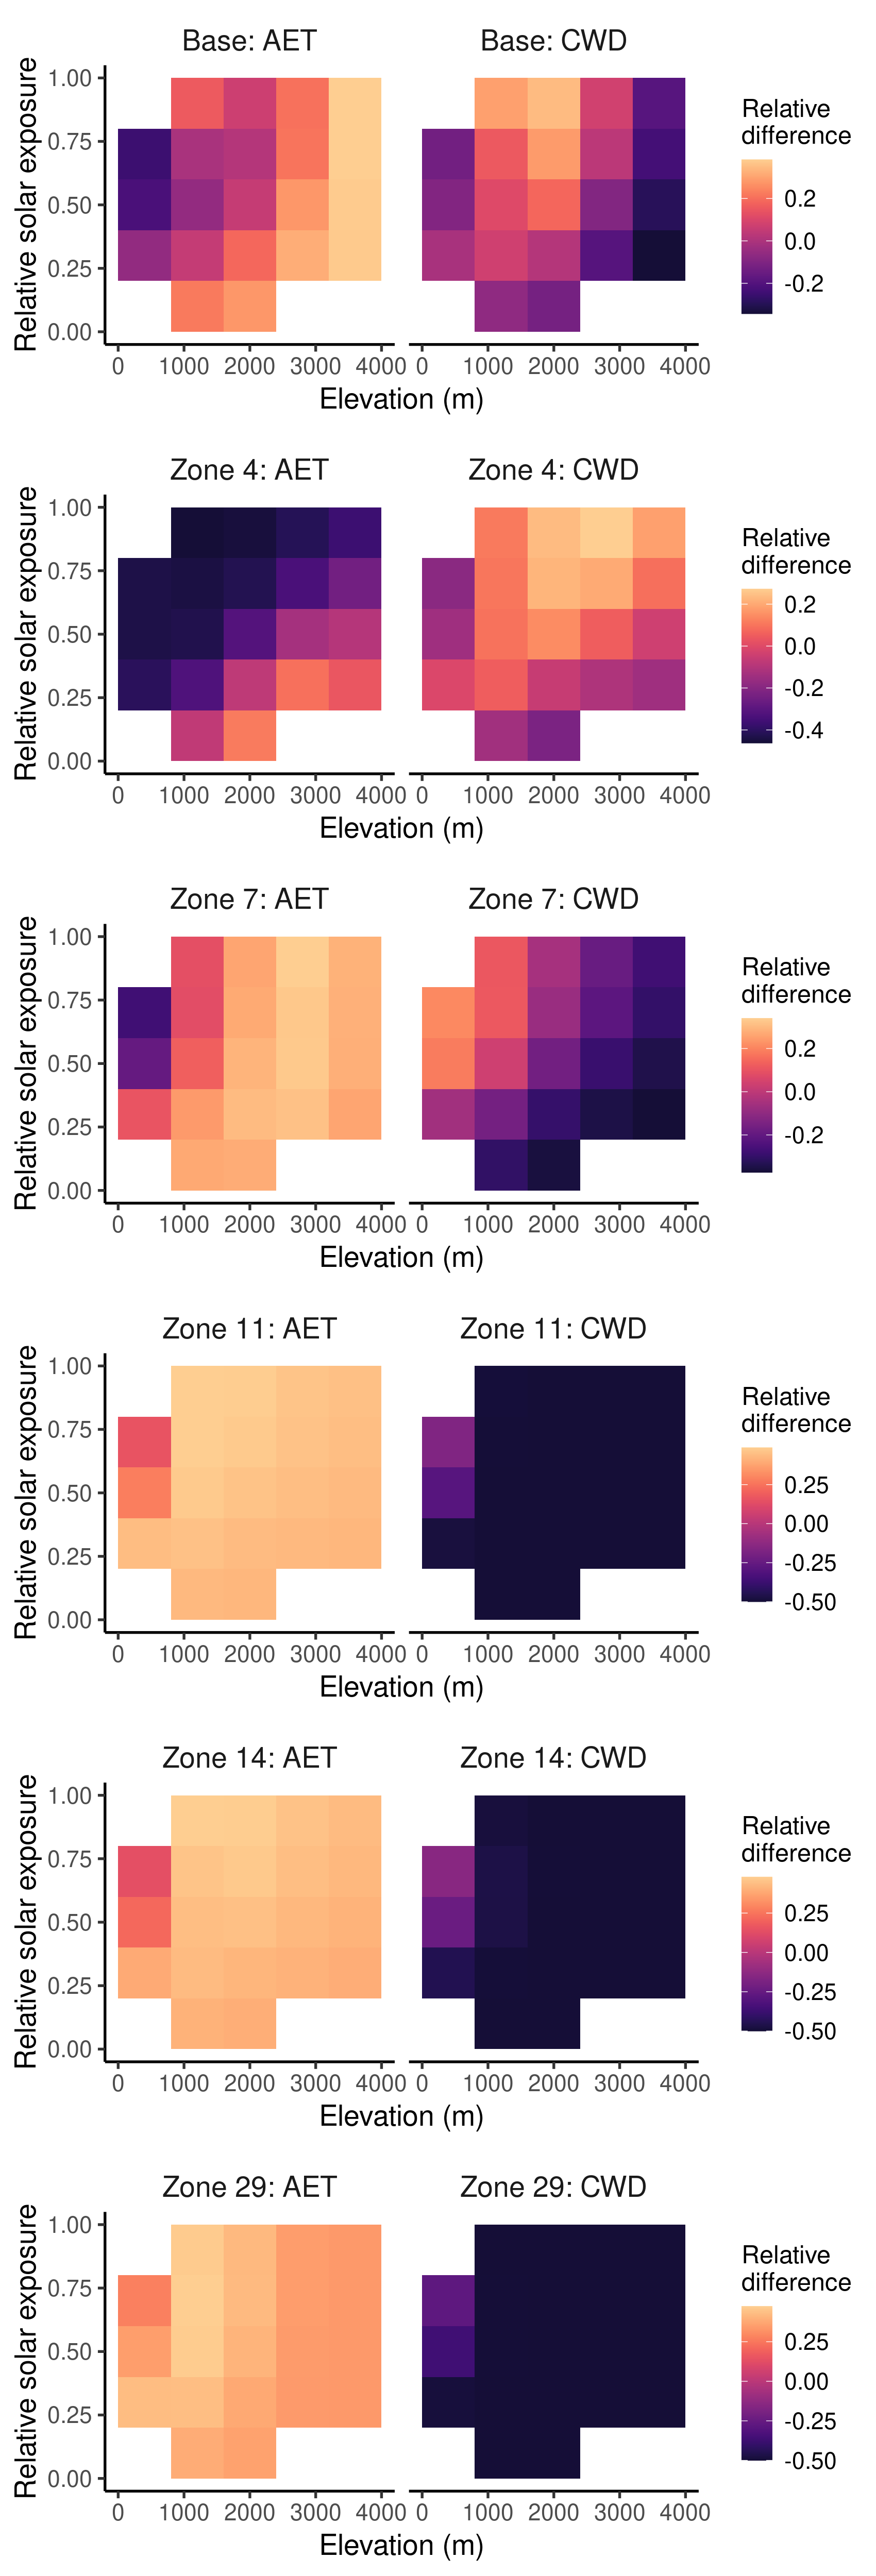 Base: AET
Base: CWD
Relative solar exposure
1.00
0.75
0.50
0.25
0.00
0 1000 2000 3000 4000
0 1000 2000 3000 4000
Elevation (m)
Relative
difference
0.2
0.0
-0.2
Zone 4: AET
Zone 4: CWD
Relative solar exposure
1.00
0.75
0.50
0.25
0.00
0 1000 2000 3000 4000
0 1000 2000 3000 4000
Elevation (m)
Relative
difference
0.2
0.0
-0.2
-0.4
Zone 7: AET
Zone 7: CWD
Relative solar exposure
1.00
0.75
0.50
0.25
0.00
0 1000 2000 3000 4000
0 1000 2000 3000 4000
Elevation (m)
Relative
difference
0.2
0.0
-0.2
Zone 11: AET
Zone 11: CWD
Relative solar exposure
1.00
0.75
0.50
0.25
0.00
0 1000 2000 3000 4000
0 1000 2000 3000 4000
Elevation (m)
Relative
difference
0.25
0.00
-0.25
-0.50
Zone 14: AET
Zone 14: CWD
Relative solar exposure
1.00
0.75
0.50
0.25
0.00
0 1000 2000 3000 4000
0 1000 2000 3000 4000
Elevation (m)
Relative
difference
0.25
0.00
-0.25
-0.50
Zone 29: AET
Zone 29: CWD
Relative solar exposure
1.00
0.75
0.50
0.25
0.00
0 1000 2000 3000 4000
0 1000 2000 3000 4000
Elevation (m)
Relative
difference
0.25
0.00
-0.25
-0.50